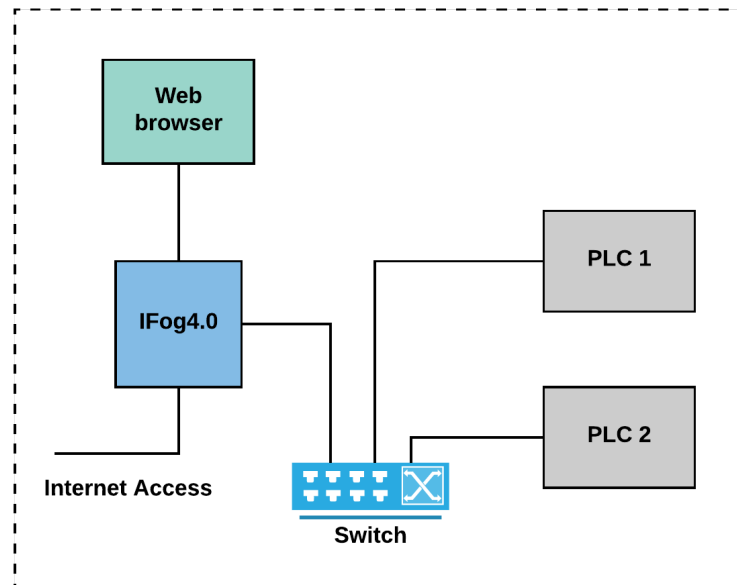 Web
browser
PLC 1
IFog4.0
PLC 2
Internet Access
Switch